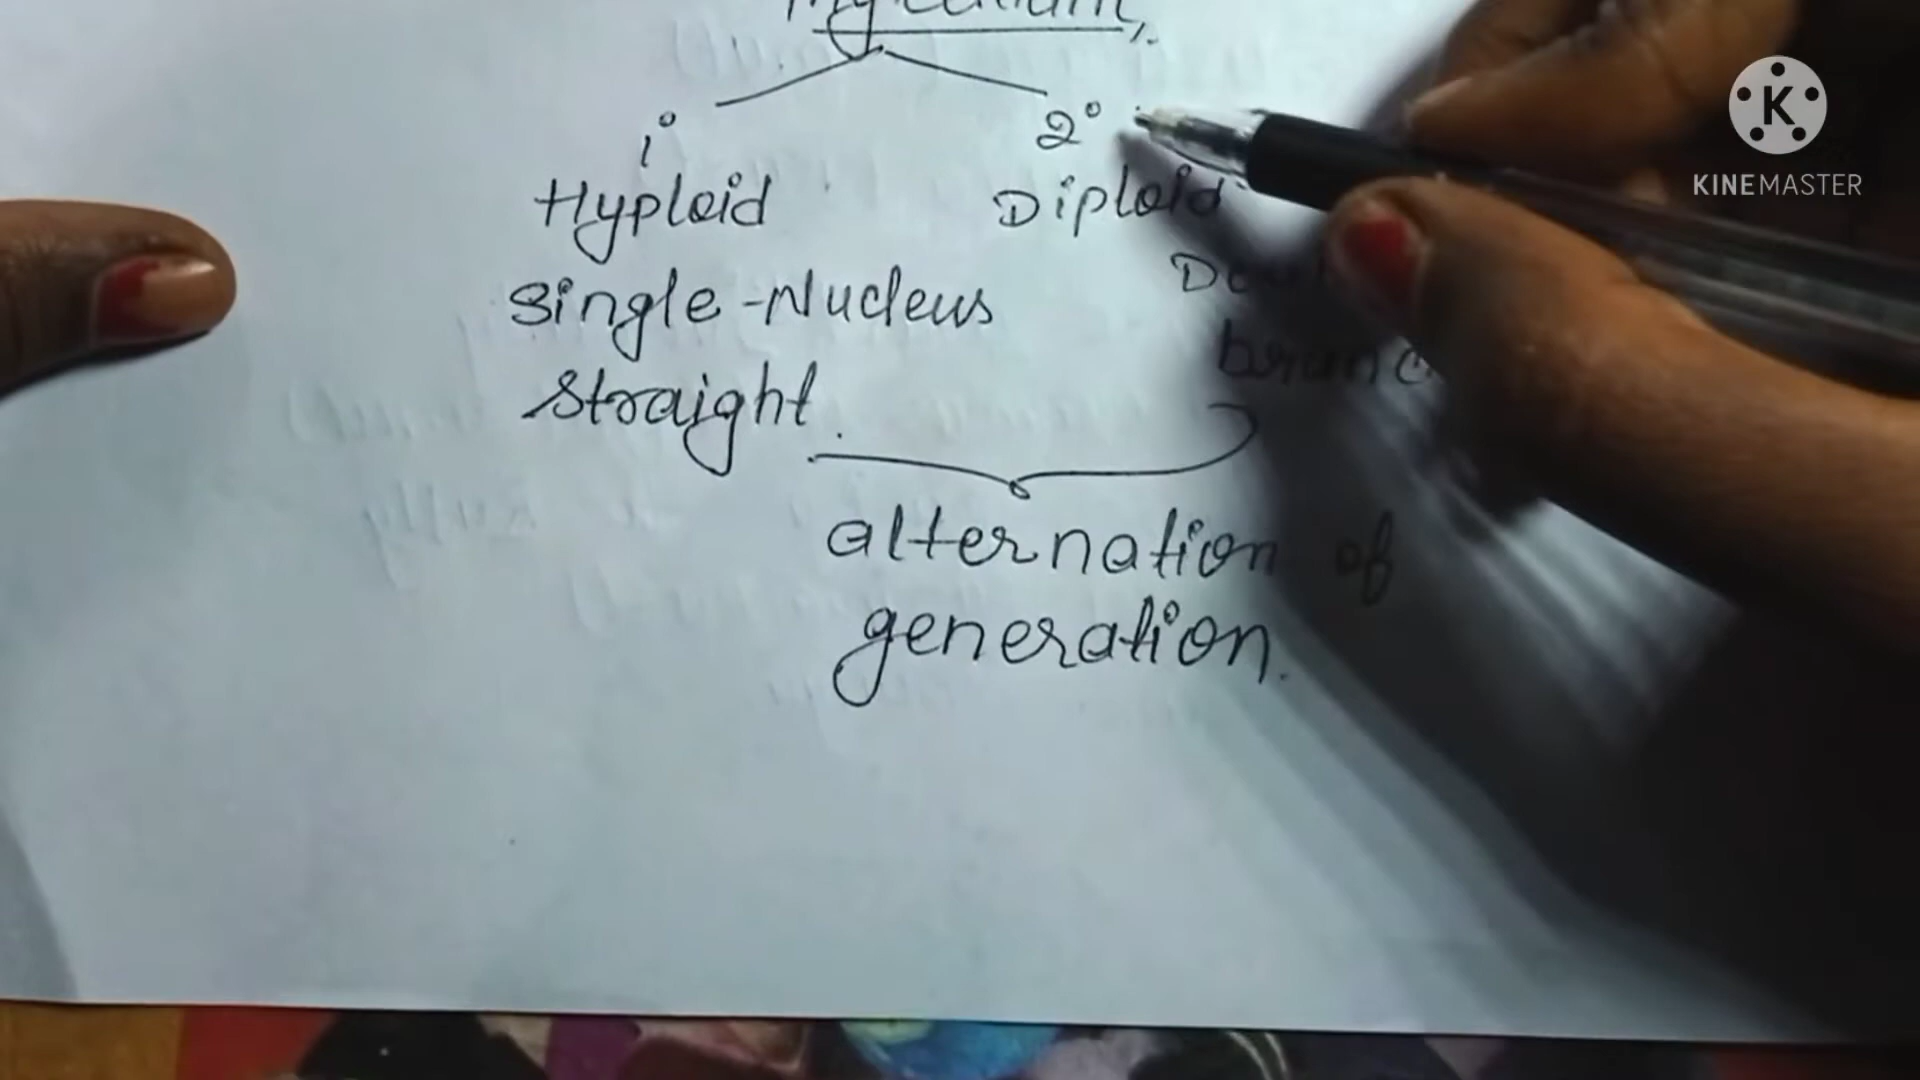 1° 2°
Hyploid Diploid
Single-Nucleus
Straight.
alternation of
generation.
K
KINEMASTER